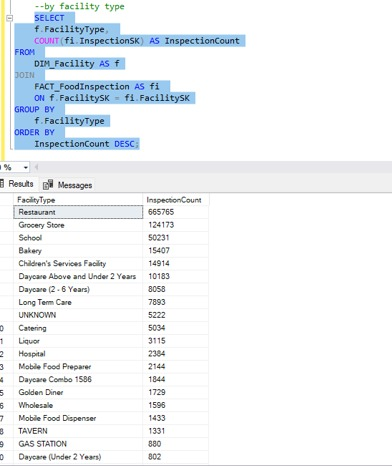 --by facility type
SELECT
f.FacilityType,
COUNT(fi.InspectionSK) AS InspectionCount
FROM
DIM_Facility AS f
JOIN
FACT_FoodInspection AS fi
ON f.FacilitySK = fi.FacilitySK
GROUP BY
f.FacilityType
ORDER BY
InspectionCount DESC;
%
Results Messages
FacilityType InspectionCount
Restaurant 665765
Grocery Store 124173
School 50231
Bakery 15407
Children's Services Facility 14914
Daycare Above and Under 2 Years 10183
Daycare (2 - 6 Years) 8058
Long Term Care 7893
UNKNOWN 5222
0 Catering 5034
1 Liquor 3115
2 Hospital 2384
3 Mobile Food Preparer 2144
4 Daycare Combo 1586 1844
5 Golden Diner 1729
6 Wholesale 1596
7 Mobile Food Dispenser 1433
8 TAVERN 1331
9 GAS STATION 880
0 Daycare (Under 2 Years) 802